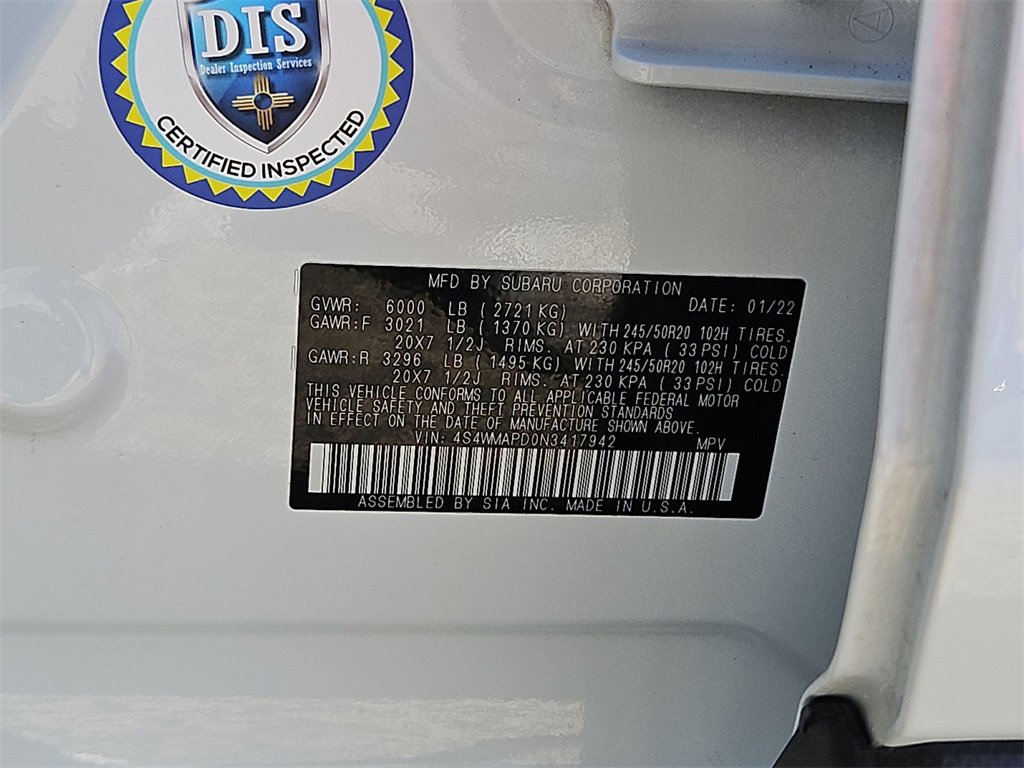 DIS
Dealer Inspection Services
CERTIFIED INSPECTED
MFD BY SUBARU CORPORATION
GVWR: 6000 LB ( 2721 KG) DATE: 01/22
GAWR:F 3021 LB ( 1370 KG) WITH 245/50R20 102H TIRES.
20X7 1/2J RIMS. AT 230 KPA ( 33 PSI) COLD
GAWR:R 3296 LB ( 1495 KG) WITH 245/50R20 102H TIRES.
20X7 1/2J RIMS. AT 230 KPA ( 33 PSI) COLD
THIS VEHICLE CONFORMS TO ALL APPLICABLE FEDERAL MOTOR
VEHICLE SAFETY AND THEFT PREVENTION STANDARDS
IN EFFECT ON THE DATE OF MANUFACTURE SHOWN ABOVE.
VIN: 4S4WMAPD0N3417942 MPV
ASSEMBLED BY SIA INC. MADE IN U.S.A.